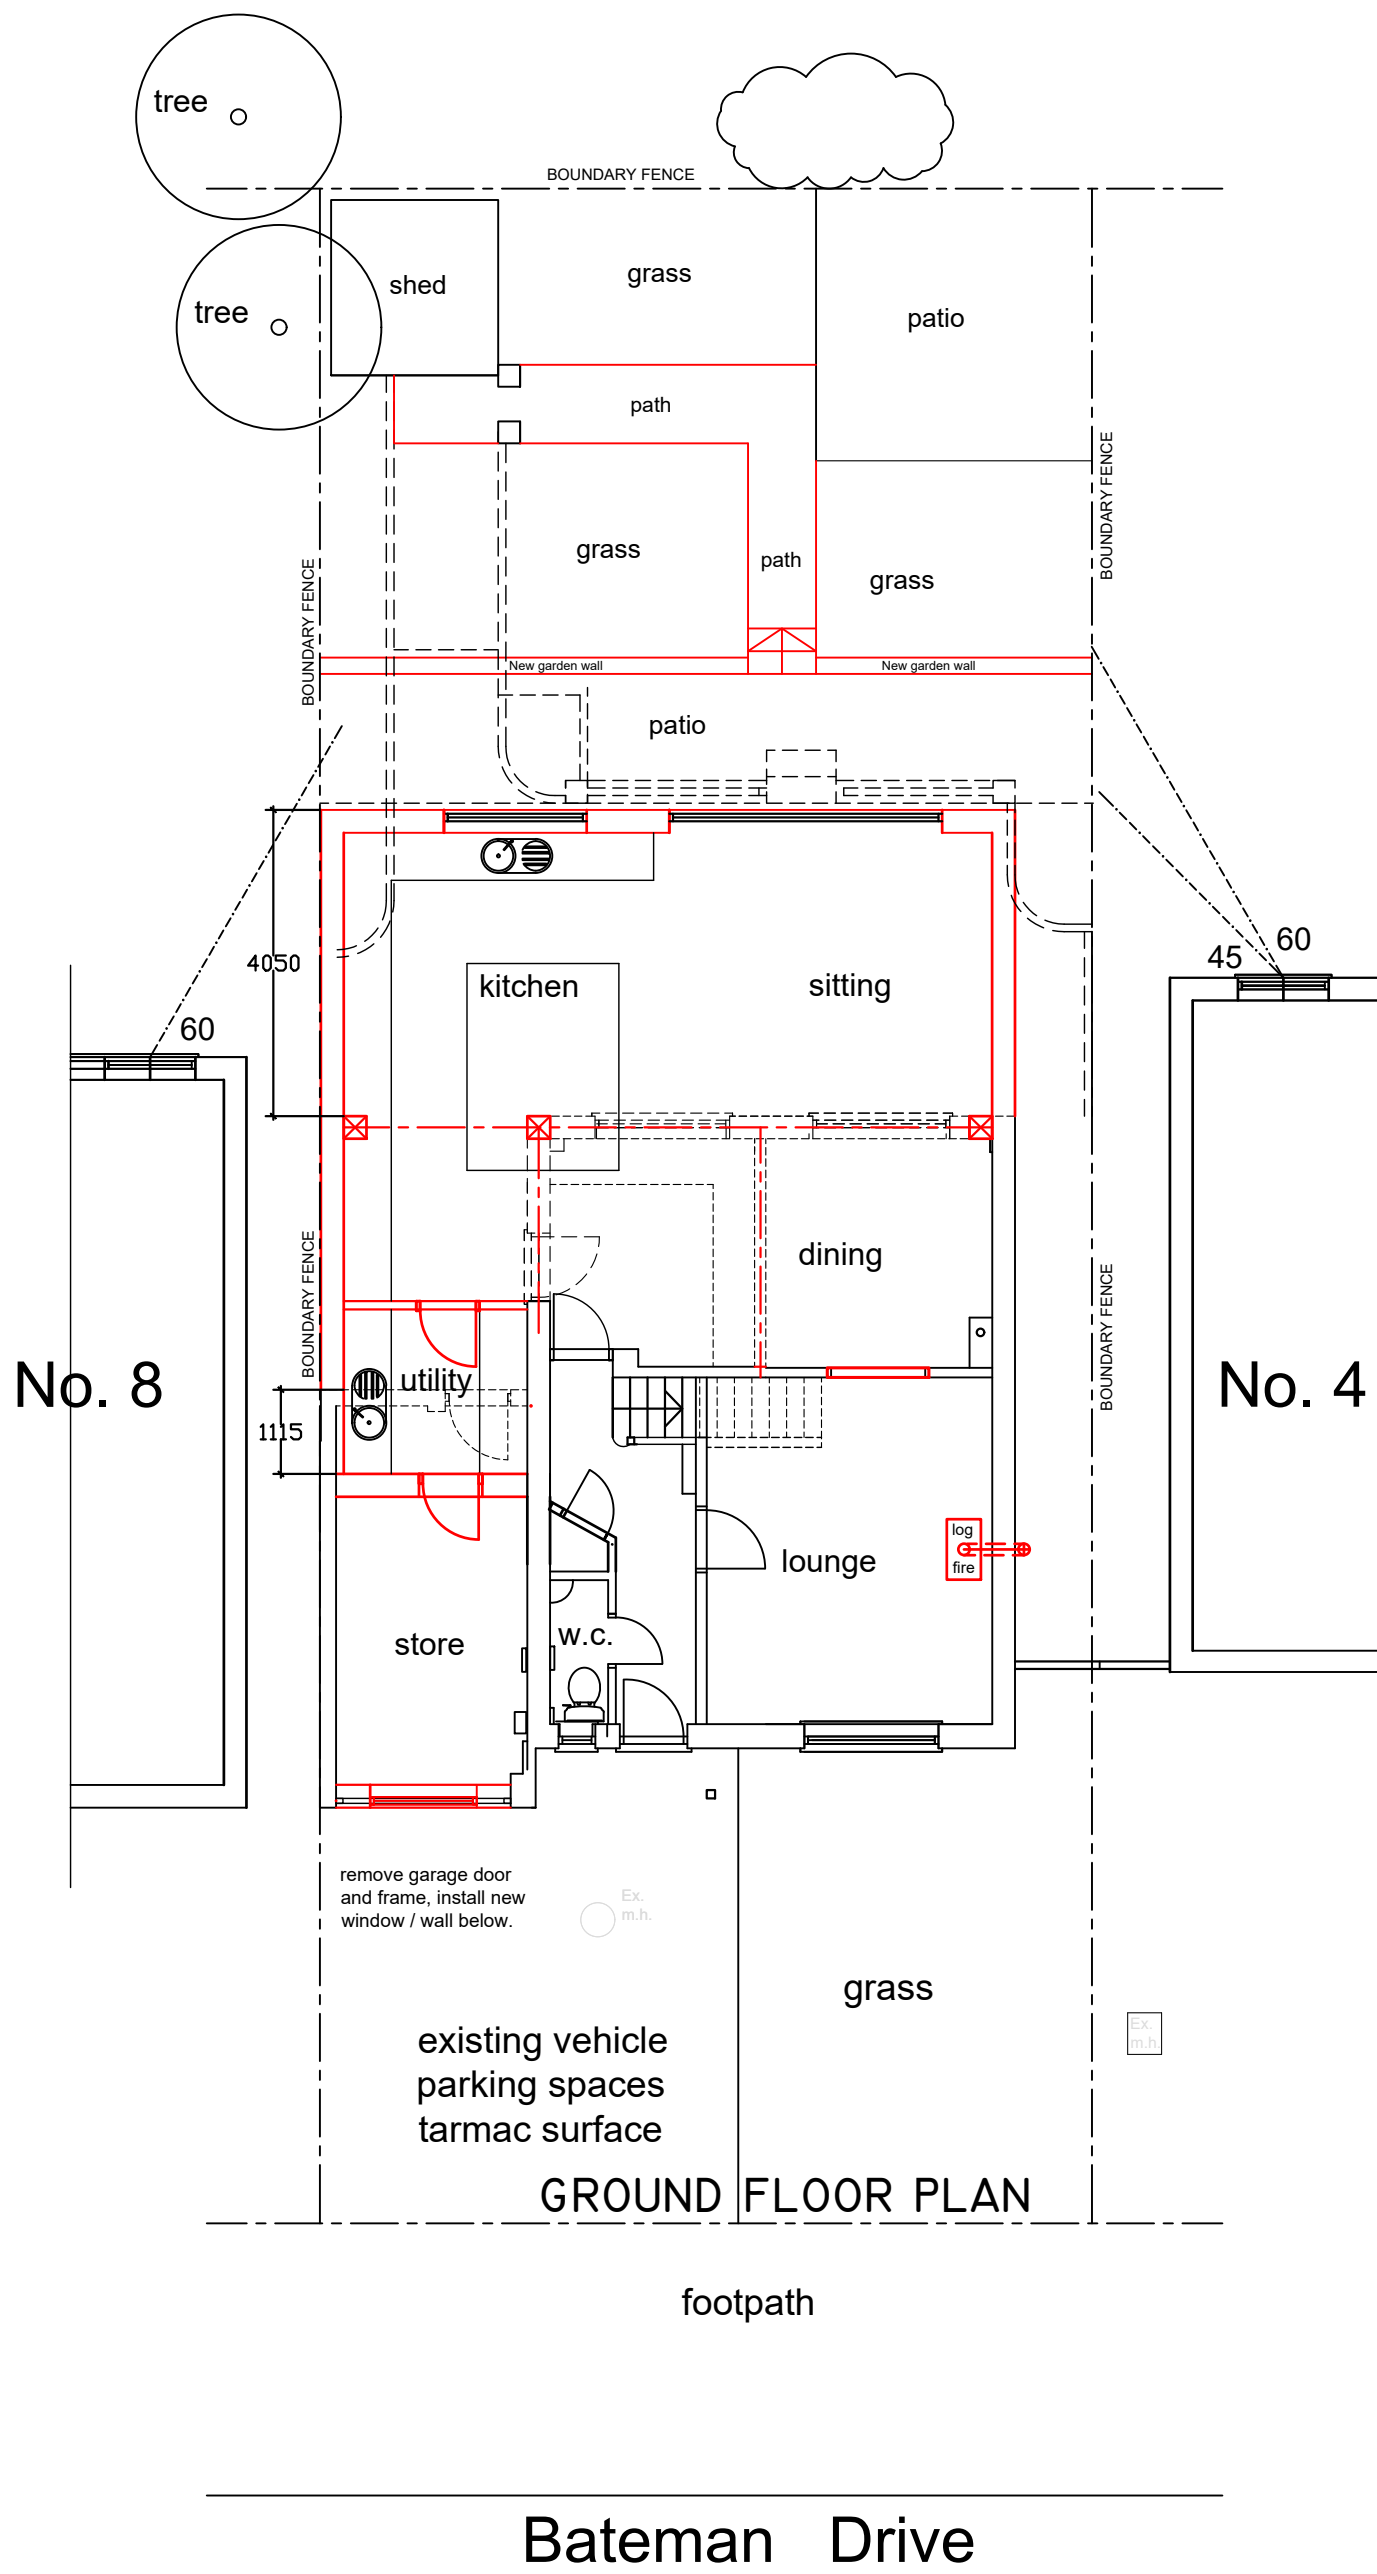 tree
BOUNDARY FENCE
tree
shed
grass
patio
path
BOUNDARY FENCE
grass
path
grass
BOUNDARY FENCE
New garden wall
New garden wall
patio
4050
kitchen
sitting
45
60
60
dining
BOUNDARY FENCE
BOUNDARY FENCE
No. 8
utility
No. 4
1115
log
fire
lounge
store
w.c.
remove garage door
and frame, install new
window / wall below.
Ex.
m.h.
grass
existing vehicle
parking spaces
tarmac surface
Ex.
m.h.
GROUND FLOOR PLAN
footpath
Bateman Drive